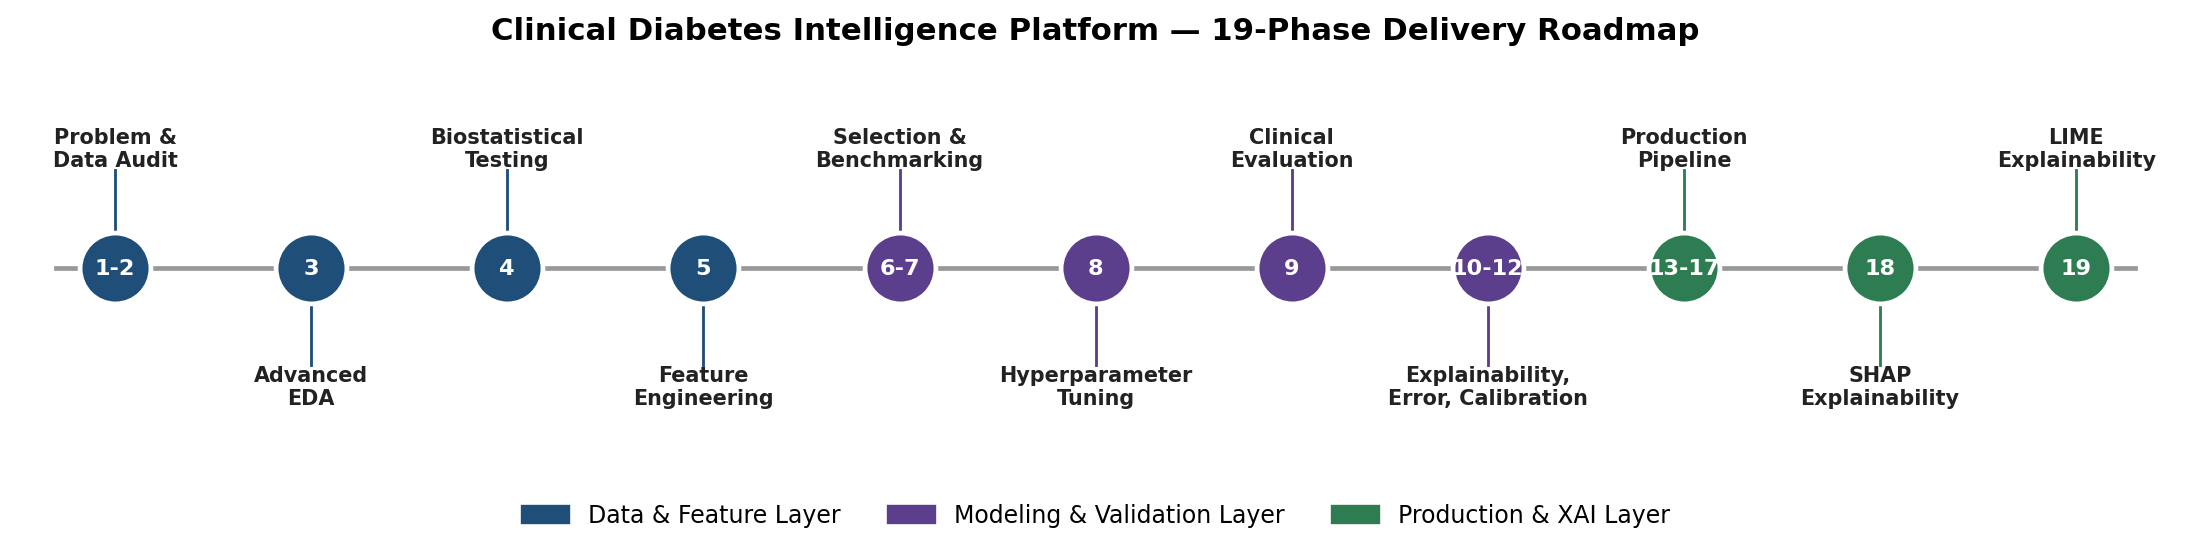 Clinical Diabetes Intelligence Platform — 19-Phase Delivery Roadmap
Problem &
Data Audit
Biostatistical
Testing
Selection &
Benchmarking
Clinical
Evaluation
Production
Pipeline
LIME
Explainability
1-2
3
4
5
6-7
8
9
10-12
13-17
18
19
Advanced
EDA
Feature
Engineering
Hyperparameter
Tuning
Explainability,
Error, Calibration
SHAP
Explainability
Data & Feature Layer
Modeling & Validation Layer
Production & XAI Layer